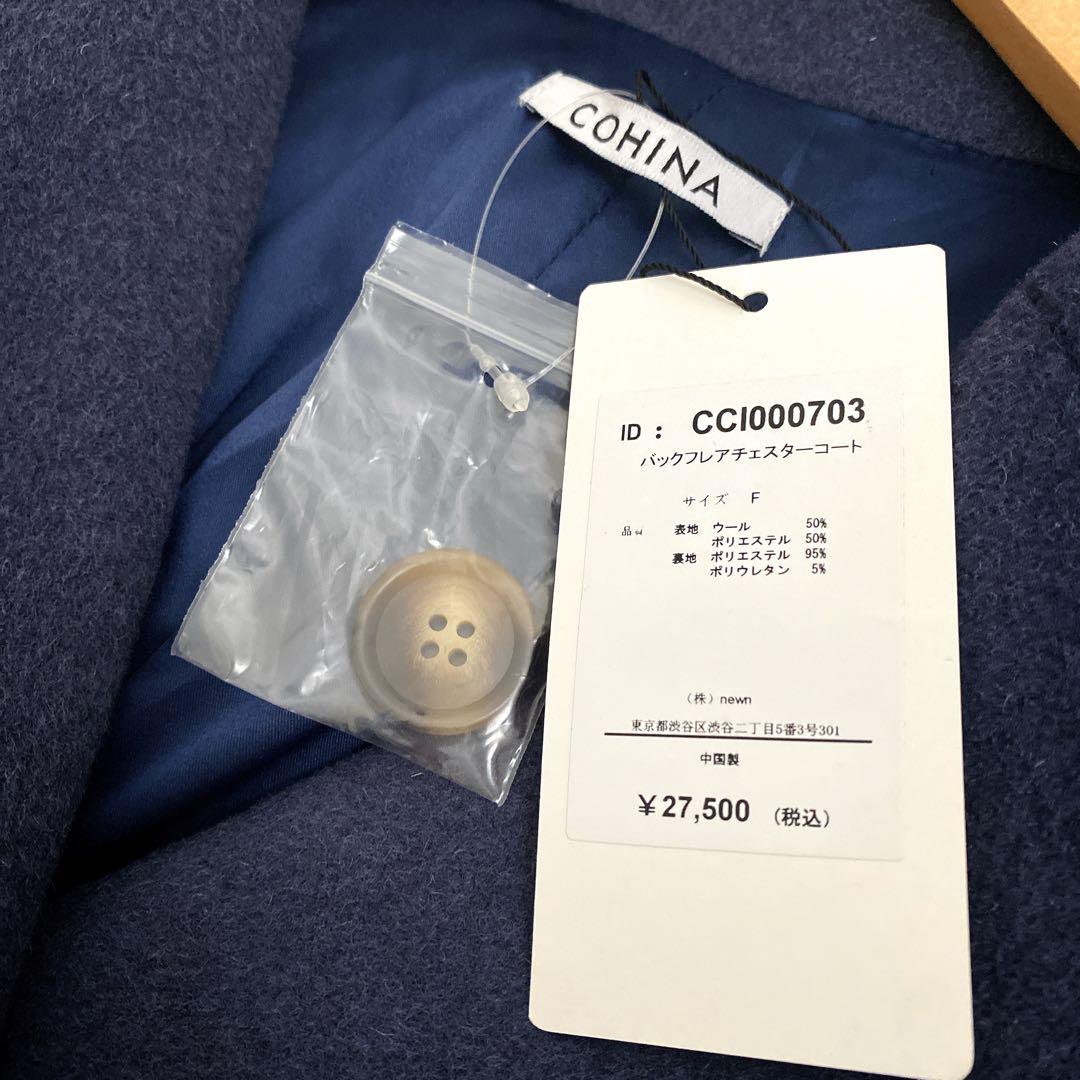 COHINA
ID : CCI000703
バックフレアチェスターコート
サイズ F
品質 表地 ウール 50%
ポリエステル 50%
裏地 ポリエステル 95%
ポリウレタン 5%
(株) newn
東京都渋谷区渋谷二丁目5番3号301
中国製
¥27,500 (税込)